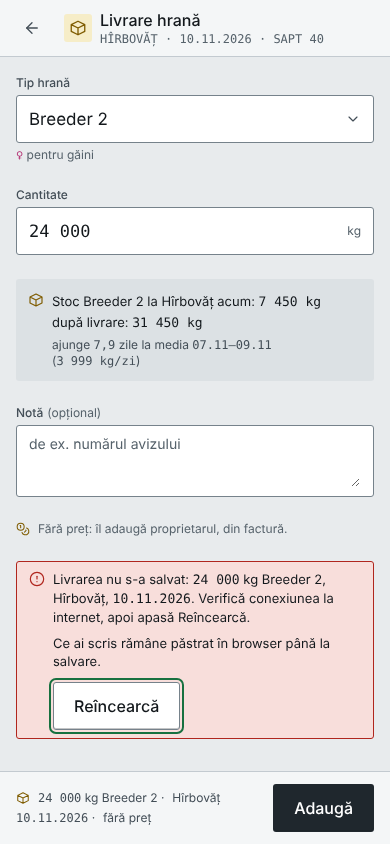 Livrare hrană
HÎRBOVĂȚ · 10.11.2026 · SAPT 40
Tip hrană
Breeder 2
♀ pentru găini
Cantitate
24 000 kg
Stoc Breeder 2 la Hîrbovăț acum: 7 450 kg
după livrare: 31 450 kg
ajunge 7,9 zile la media 07.11–09.11
(3 999 kg/zi)
Notă (opțional)
de ex. numărul avizului
Fără preț: îl adaugă proprietarul, din factură.
Livrarea nu s-a salvat: 24 000 kg Breeder 2,
Hîrbovăț, 10.11.2026. Verifică conexiunea la
internet, apoi apasă Reîncearcă.
Ce ai scris rămâne păstrat în browser până la
salvare.
Reîncearcă
24 000 kg Breeder 2 · Hîrbovăț
10.11.2026 · fără preț
Adaugă